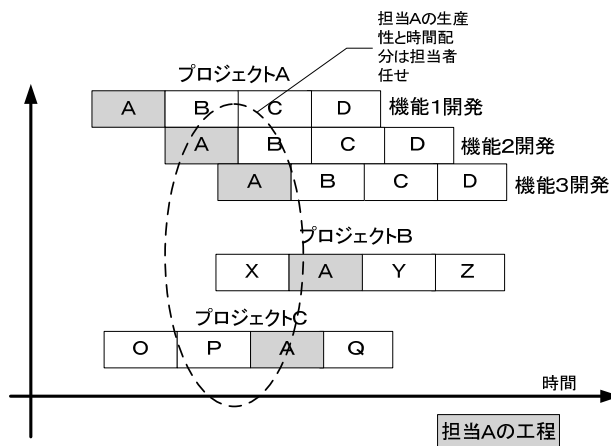 担当Aの生産
性と時間配
分は担当者
任せ
プロジェクトA
A B C D 機能1開発
A B C D 機能2開発
A B C D 機能3開発
プロジェクトB
X A Y Z
プロジェクトC
O P A Q
時間
担当Aの工程